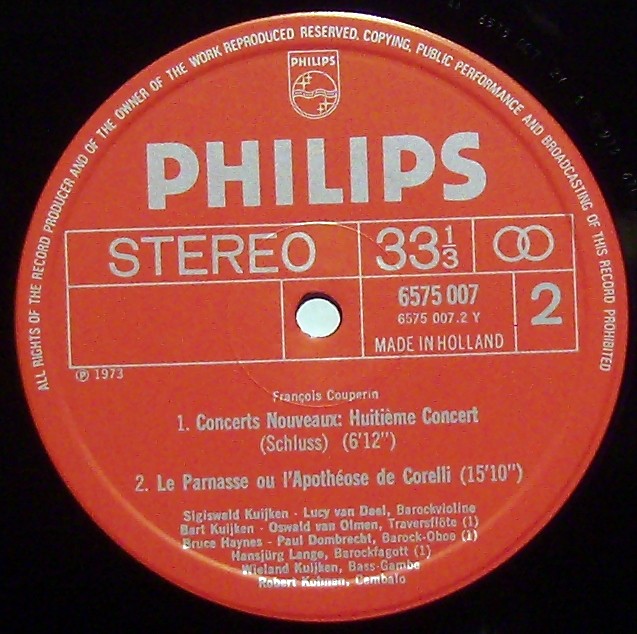 ALL RIGHTS OF THE RECORD PRODUCER AND OF THE OWNER OF THE WORK REPRODUCED RESERVED. COPYING, PUBLIC PERFORMANCE AND BROADCASTING OF THIS RECORD PROHIBITED
PHILIPS
PHILIPS
STEREO 33⅓
6575 007 2
6575 007.2 Y
MADE IN HOLLAND
℗ 1973
François Couperin
1. Concerts Nouveaux: Huitième Concert
(Schluss) (6'12")
2. Le Parnasse ou l'Apothéose de Corelli (15'10")
Sigiswald Kuijken · Lucy van Dael, Barockvioline
Bart Kuijken · Oswald van Olmen, Traversflöte (1)
Bruce Haynes - Paul Dombrecht, Barock-Oboe (1)
Hansjürg Lange, Barockfagott (1)
Wieland Kuijken, Bass-Gambe
Robert Kohnen, Cembalo